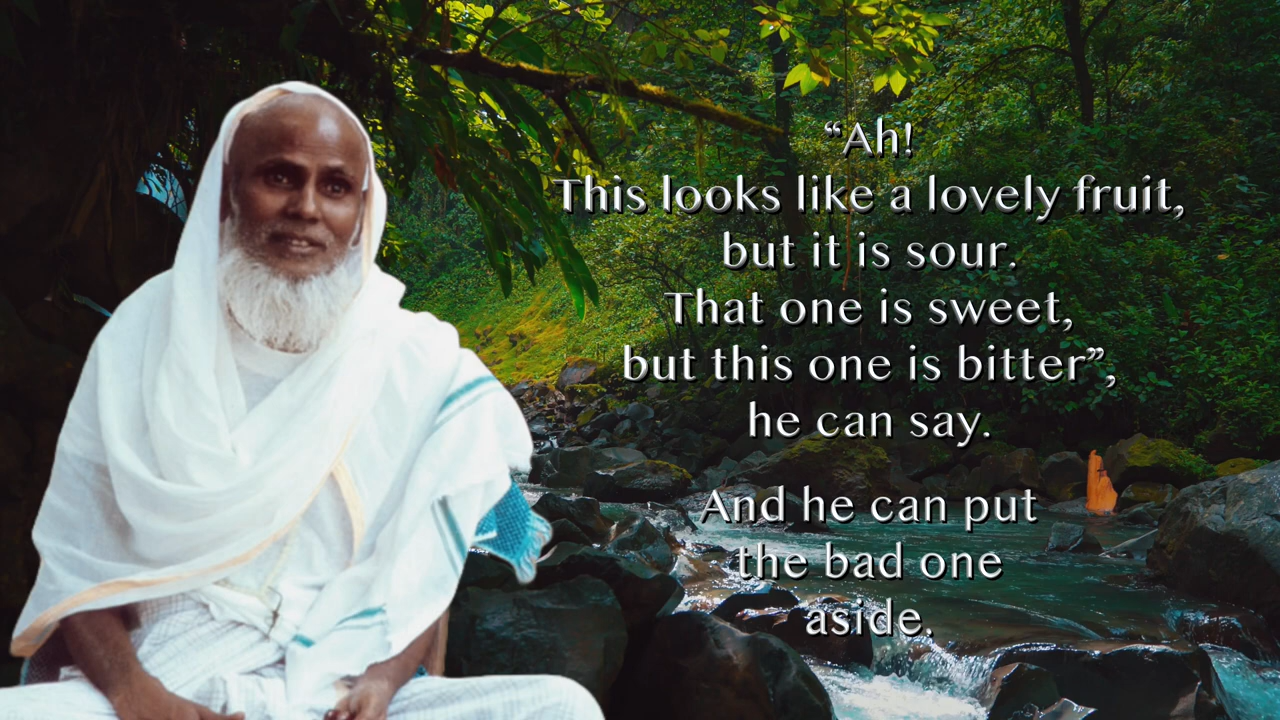 “Ah!
This looks like a lovely fruit,
but it is sour.
That one is sweet,
but this one is bitter”,
he can say.
And he can put
the bad one
aside.